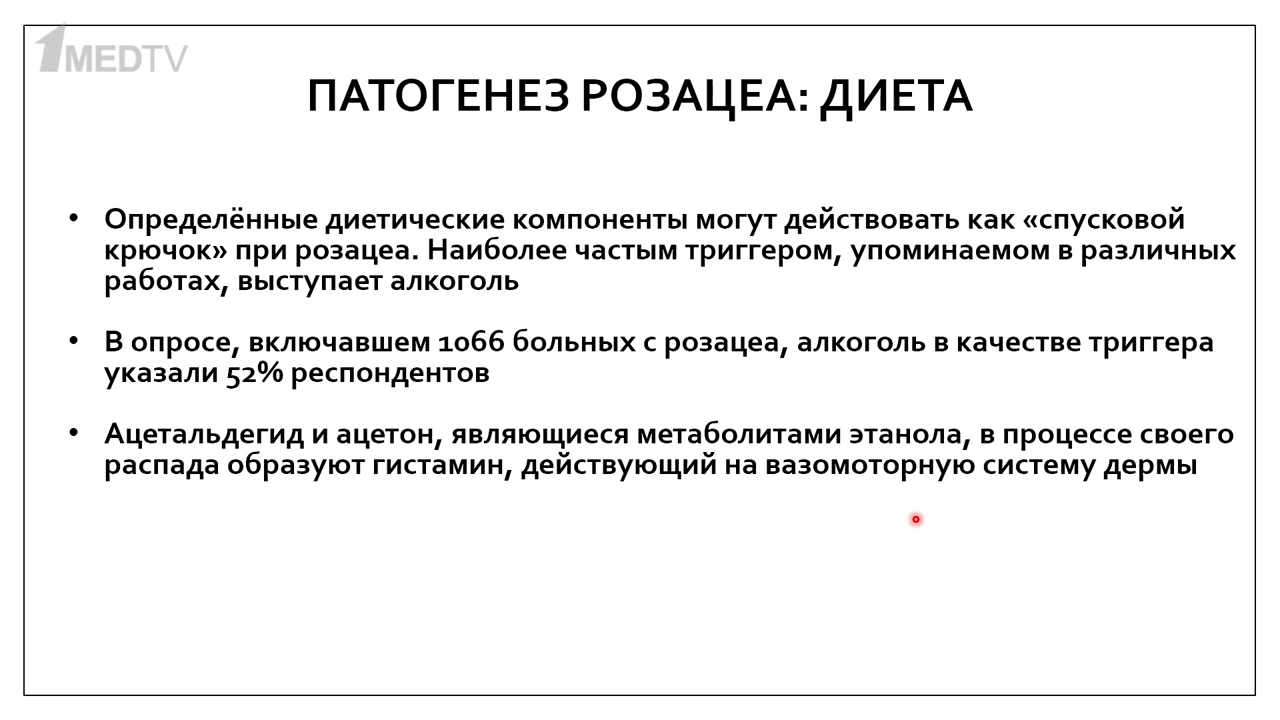 1MEDTV
ПАТОГЕНЕЗ РОЗАЦЕА: ДИЕТА
• Определённые диетические компоненты могут действовать как «спусковой
крючок» при розацеа. Наиболее частым триггером, упоминаемом в различных
работах, выступает алкоголь
• В опросе, включавшем 1066 больных с розацеа, алкоголь в качестве триггера
указали 52% респондентов
• Ацетальдегид и ацетон, являющиеся метаболитами этанола, в процессе своего
распада образуют гистамин, действующий на вазомоторную систему дермы